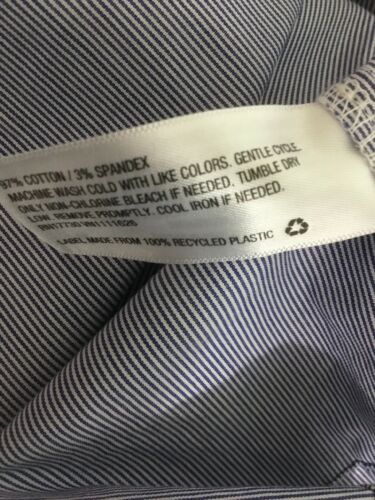 97% COTTON / 3% SPANDEX
MACHINE WASH COLD WITH LIKE COLORS. GENTLE CYCLE.
ONLY NON-CHLORINE BLEACH IF NEEDED. TUMBLE DRY
LOW. REMOVE PROMPTLY. COOL IRON IF NEEDED.
LABEL MADE FROM 100% RECYCLED PLASTIC